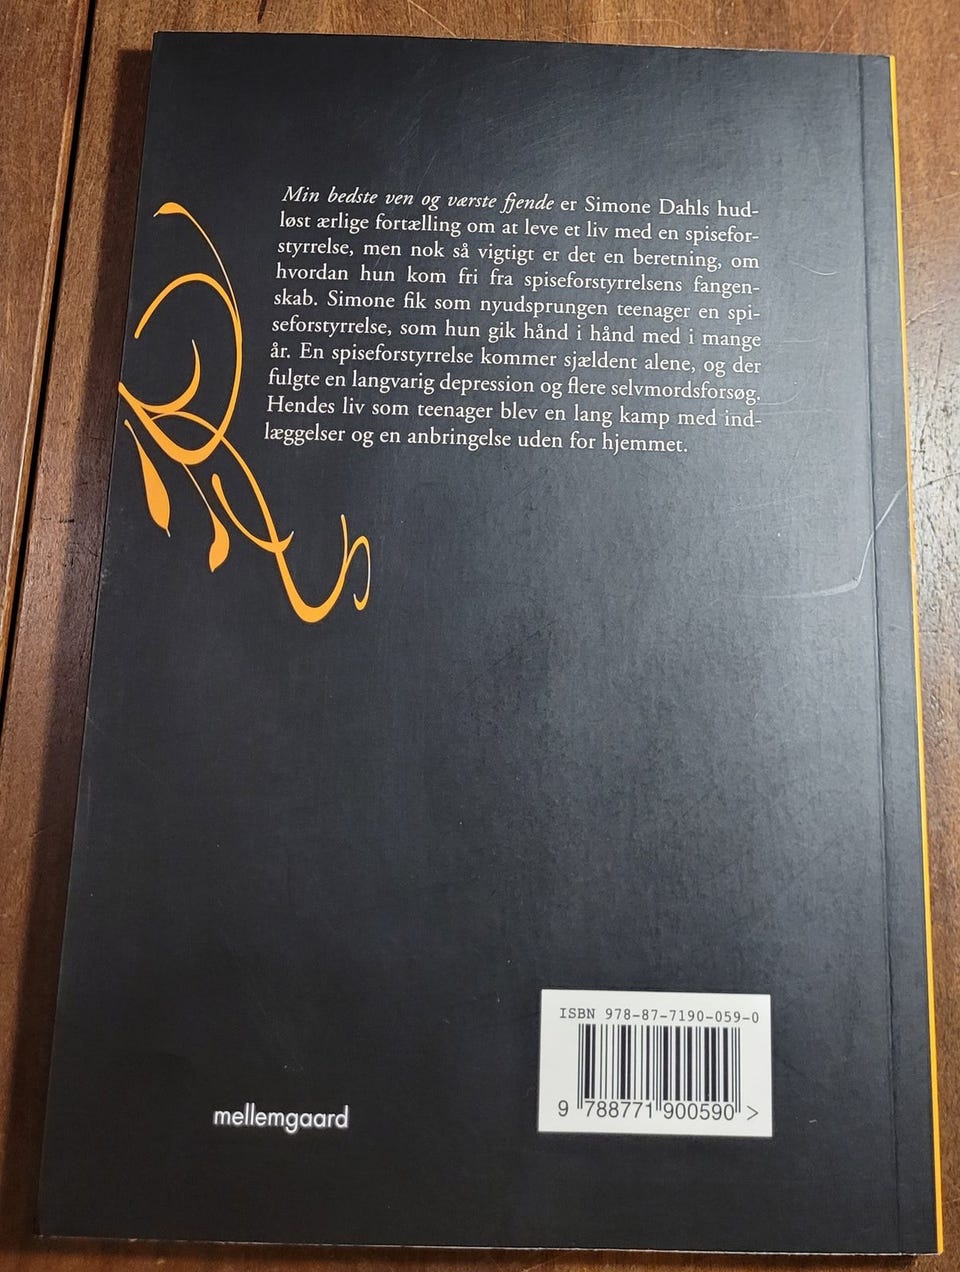 Min bedste ven og værste fjende er Simone Dahls hud-
løst ærlige fortælling om at leve et liv med en spisefor-
styrrelse, men nok så vigtigt er det en beretning, om
hvordan hun kom fri fra spiseforstyrrelsens fangen-
skab. Simone fik som nyudsprungen teenager en spi-
seforstyrrelse, som hun gik hånd i hånd med i mange
år. En spiseforstyrrelse kommer sjældent alene, og der
fulgte en langvarig depression og flere selvmordsforsøg.
Hendes liv som teenager blev en lang kamp med ind-
læggelser og en anbringelse uden for hjemmet.
ISBN 978-87-7190-059-0
9 788771 900590 >
mellemgaard